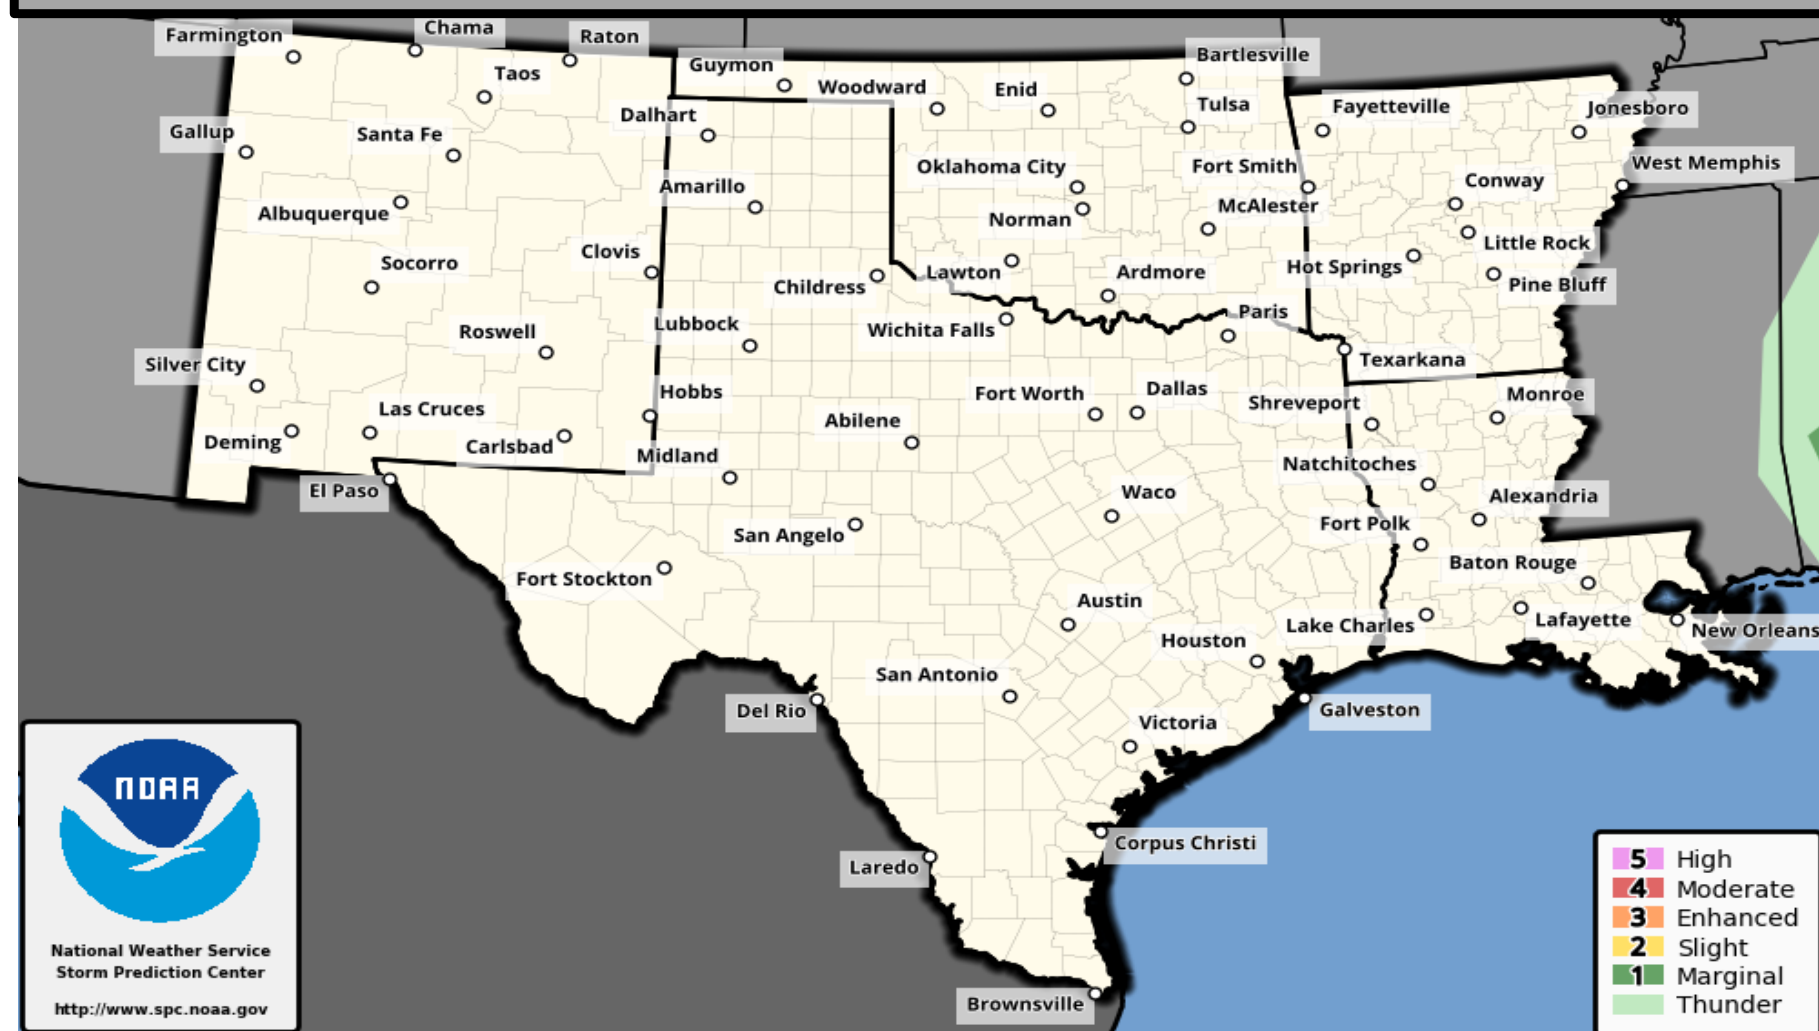 Farmington
Chama
Raton
Taos
Guymon
Woodward
Enid
Bartlesville
Tulsa
Fayetteville
Jonesboro
Dalhart
Gallup
Santa Fe
Oklahoma City
Fort Smith
West Memphis
Conway
Amarillo
Albuquerque
Norman
McAlester
Little Rock
Socorro
Clovis
Childress
Lawton
Ardmore
Hot Springs
Pine Bluff
Roswell
Lubbock
Wichita Falls
Paris
Texarkana
Silver City
Hobbs
Fort Worth
Dallas
Shreveport
Monroe
Las Cruces
Deming
Carlsbad
Midland
Abilene
Natchitoches
El Paso
Waco
Alexandria
San Angelo
Fort Polk
Fort Stockton
Baton Rouge
Austin
Houston
Lake Charles
Lafayette
New Orleans
San Antonio
Del Rio
Victoria
Galveston
Corpus Christi
Laredo
Brownsville
NOAA
National Weather Service
Storm Prediction Center
http://www.spc.noaa.gov
5 High
4 Moderate
3 Enhanced
2 Slight
1 Marginal
Thunder